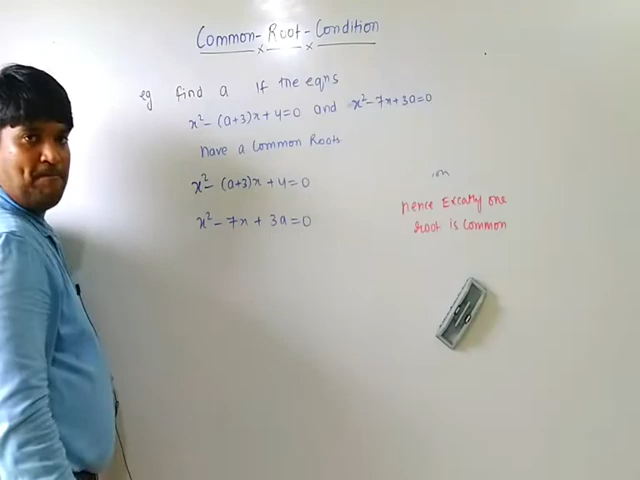 Common-Root-Condition
eg find a If the eqns
x²-(a+3)x+4=0 and x²-7x+3a=0
have a Common Roots
x²-(a+3)x+4=0
x²-7x+3a=0
hence Excatly one
root is Common